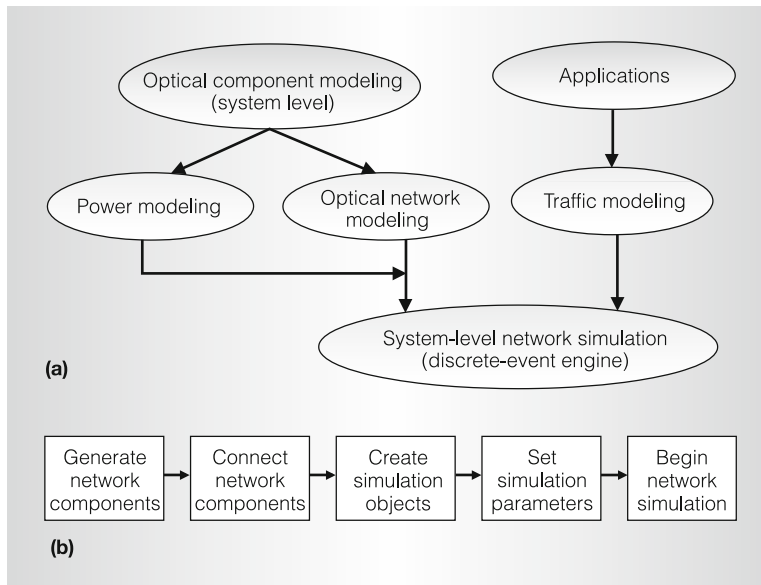 Optical component modeling
(system level)
Applications
Power modeling
Optical network
modeling
Traffic modeling
System-level network simulation
(discrete-event engine)
(a)
Generate
network
components
Connect
network
components
Create
simulation
objects
Set
simulation
parameters
Begin
network
simulation
(b)